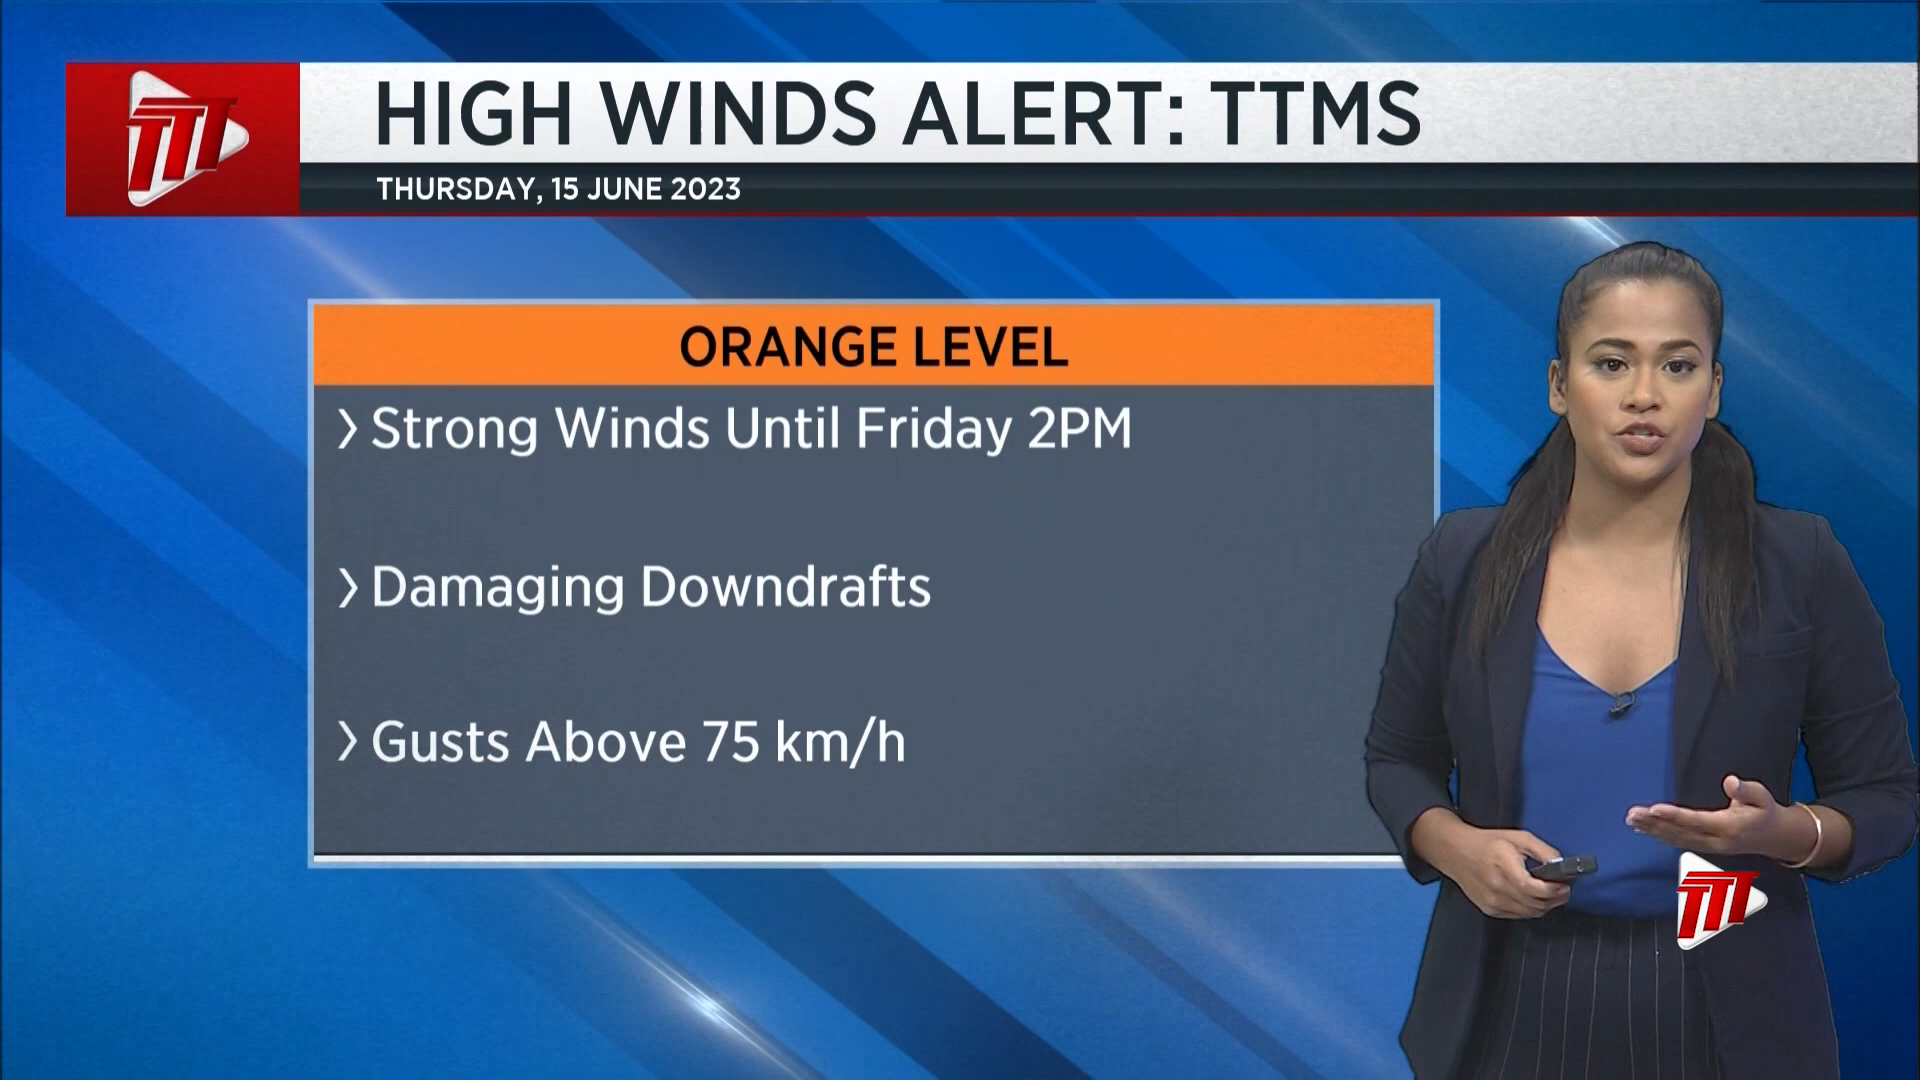 TTT
HIGH WINDS ALERT: TTMS
THURSDAY, 15 JUNE 2023
ORANGE LEVEL
Strong Winds Until Friday 2PM
Damaging Downdrafts
Gusts Above 75 km/h
TTT